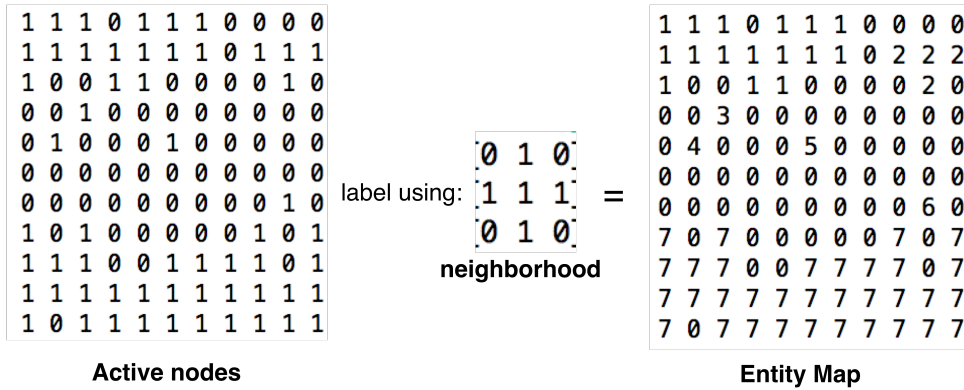 1 1 1 0 1 1 1 0 0 0 0
1 1 1 1 1 1 1 0 1 1 1
1 0 0 1 1 0 0 0 0 1 0
0 0 1 0 0 0 0 0 0 0 0
0 1 0 0 0 1 0 0 0 0 0
0 0 0 0 0 0 0 0 0 0 0
0 0 0 0 0 0 0 0 0 1 0
1 0 1 0 0 0 0 0 1 0 1
1 1 1 0 0 1 1 1 1 0 1
1 1 1 1 1 1 1 1 1 1 1
1 0 1 1 1 1 1 1 1 1 1
Active nodes
label using:
[0 1 0]
[1 1 1]
[0 1 0]
neighborhood
=
1 1 1 0 1 1 1 0 0 0 0
1 1 1 1 1 1 1 0 2 2 2
1 0 0 1 1 0 0 0 0 2 0
0 0 3 0 0 0 0 0 0 0 0
0 4 0 0 0 5 0 0 0 0 0
0 0 0 0 0 0 0 0 0 0 0
0 0 0 0 0 0 0 0 0 6 0
7 0 7 0 0 0 0 0 7 0 7
7 7 7 0 0 7 7 7 7 0 7
7 7 7 7 7 7 7 7 7 7 7
7 0 7 7 7 7 7 7 7 7 7
Entity Map